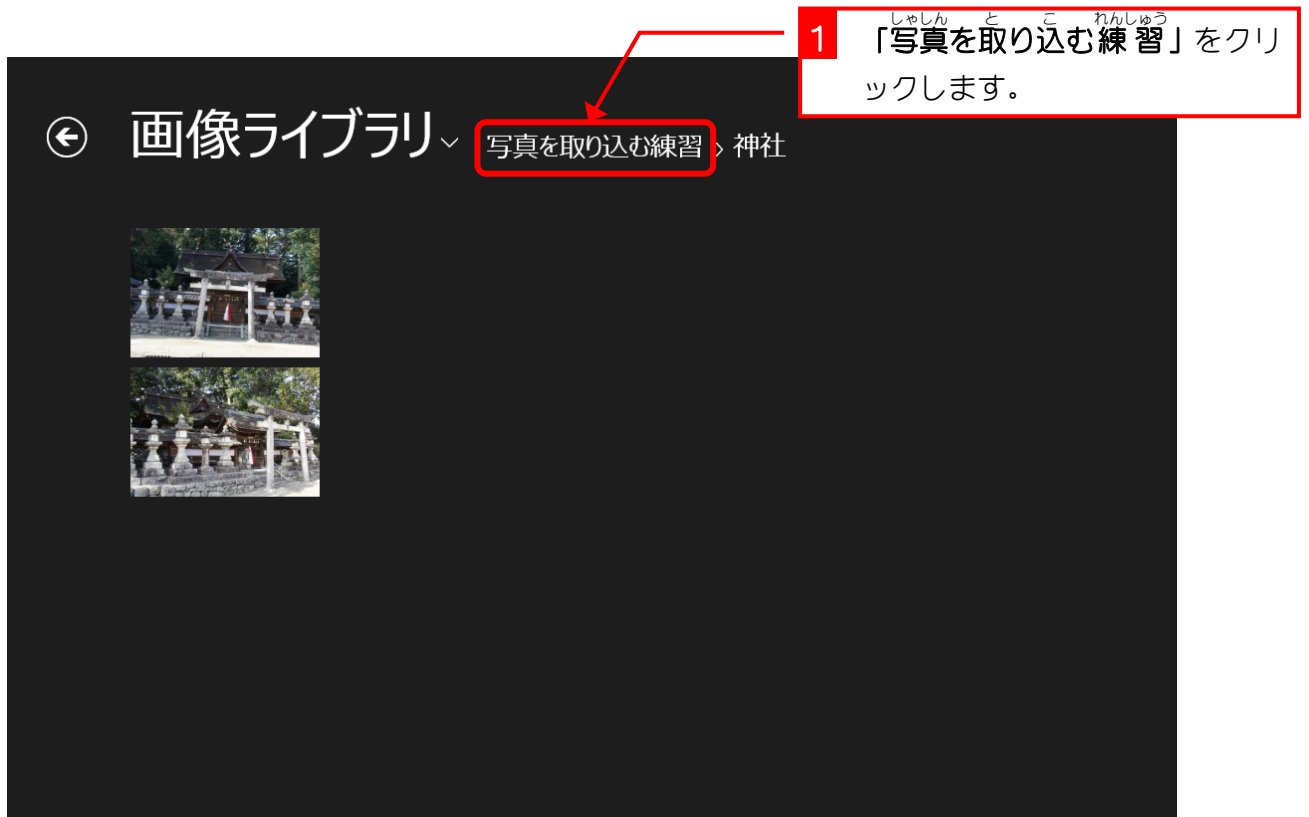 しゃしん と こ れんしゅう
1 「写真を取り込む練習」をクリ
ックします。
画像ライブラリ 写真を取り込む練習 › 神社